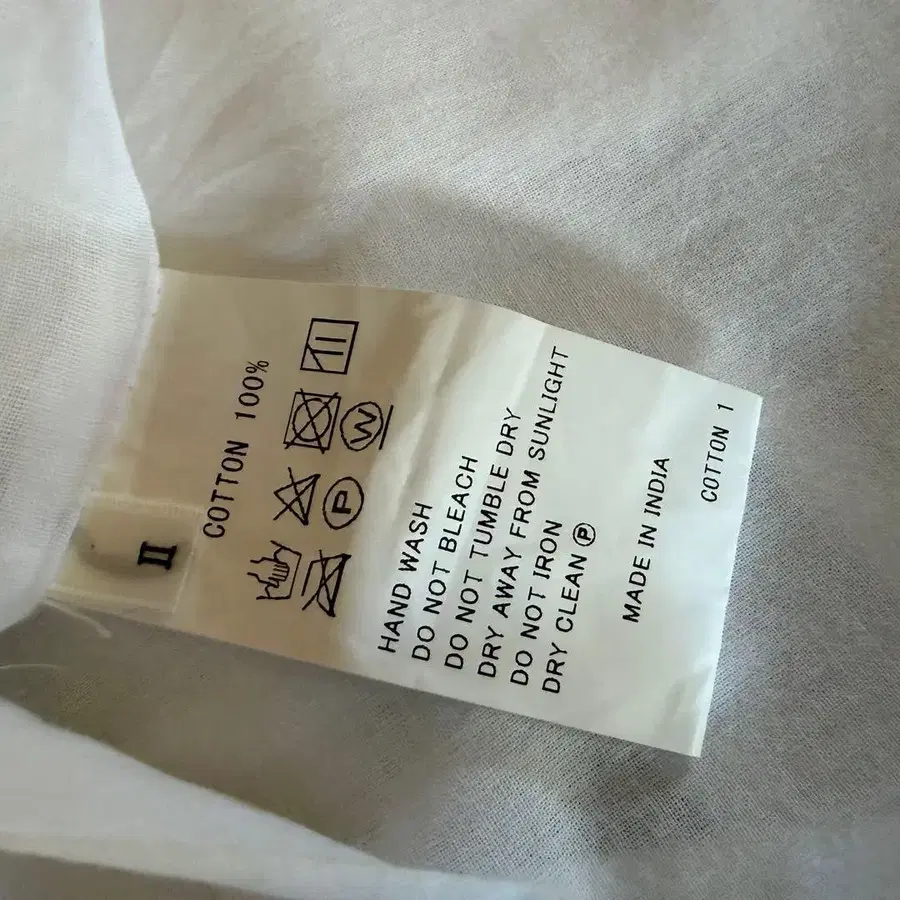 II
COTTON 100%
P W
HAND WASH
DO NOT BLEACH
DO NOT TUMBLE DRY
DRY AWAY FROM SUNLIGHT
DO NOT IRON
DRY CLEAN Ⓟ
MADE IN INDIA
COTTON 1